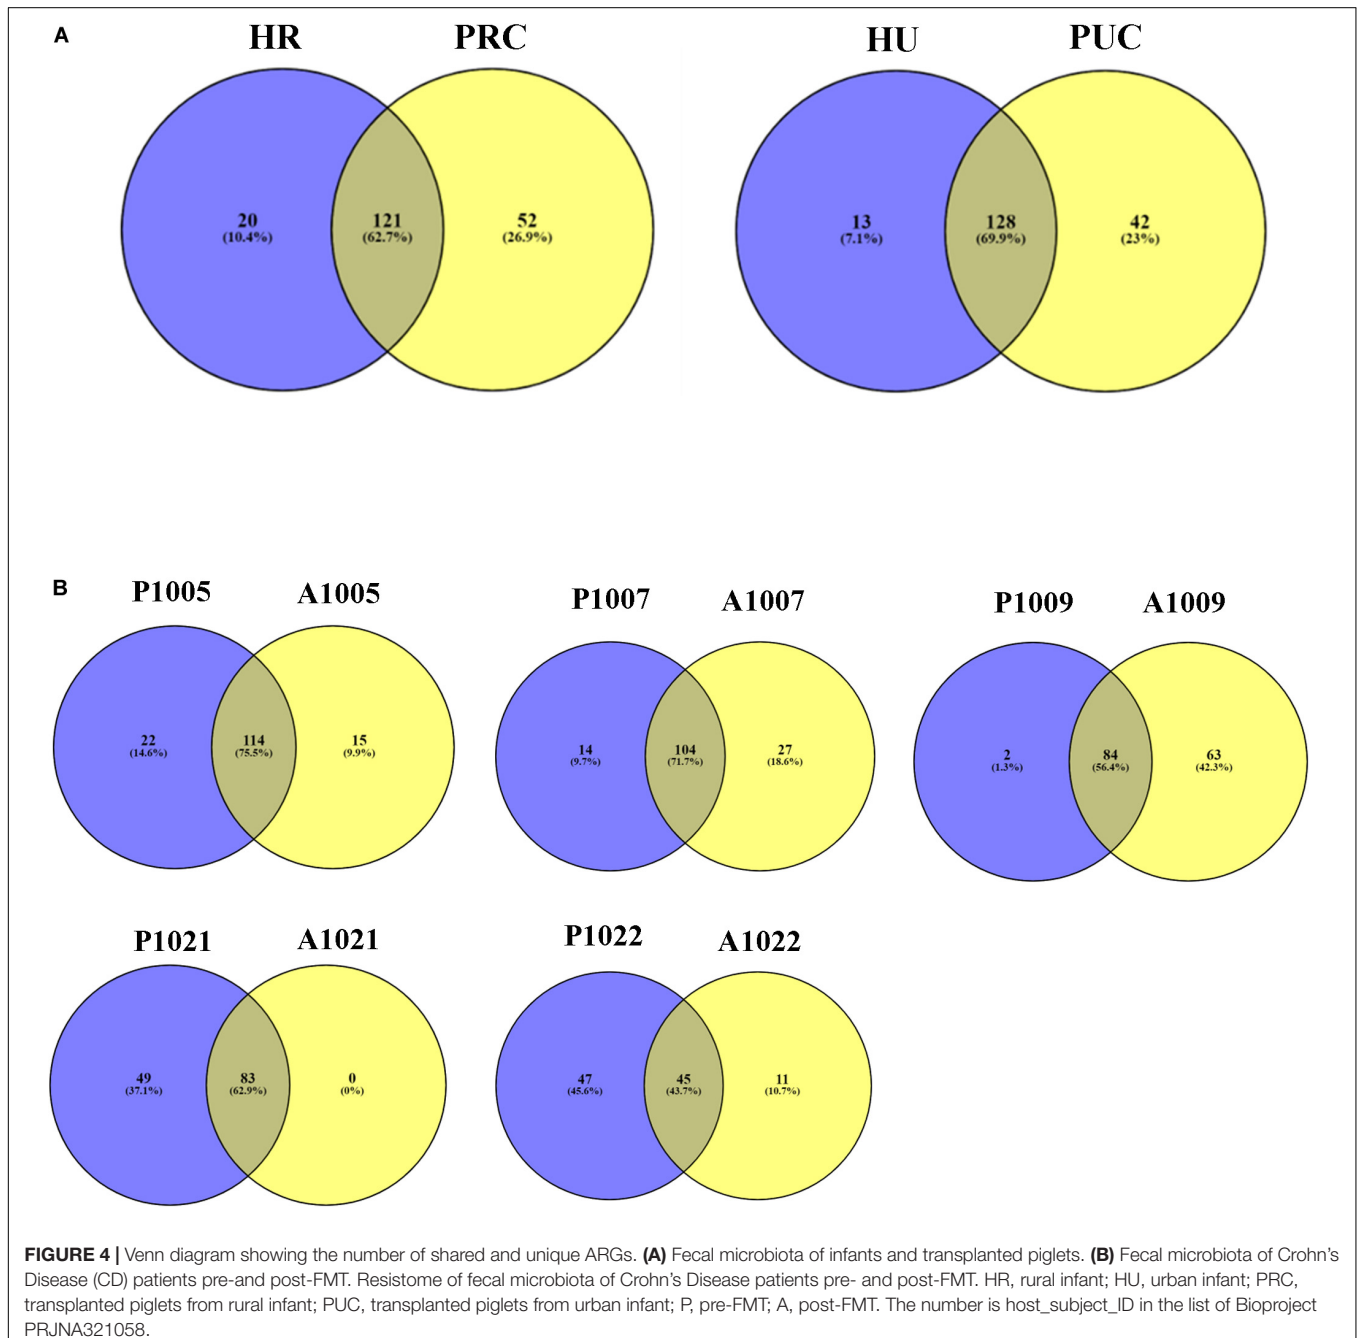 A
HR PRC HU PUC
20 121 52 13 128 42
(10.4%) (62.7%) (26.9%) (7.1%) (69.9%) (23%)
B
P1005 A1005 P1007 A1007 P1009 A1009
22 114 15 14 104 27 2 84 63
(14.6%) (75.5%) (9.9%) (9.7%) (71.7%) (18.6%) (1.3%) (56.4%) (42.3%)
P1021 A1021 P1022 A1022
49 83 0 47 45 11
(37.1%) (62.9%) (0%) (45.6%) (43.7%) (10.7%)
FIGURE 4 | Venn diagram showing the number of shared and unique ARGs. (A) Fecal microbiota of infants and transplanted piglets. (B) Fecal microbiota of Crohn's
Disease (CD) patients pre-and post-FMT. Resistome of fecal microbiota of Crohn's Disease patients pre- and post-FMT. HR, rural infant; HU, urban infant; PRC,
transplanted piglets from rural infant; PUC, transplanted piglets from urban infant; P, pre-FMT; A, post-FMT. The number is host_subject_ID in the list of Bioproject
PRJNA321058.